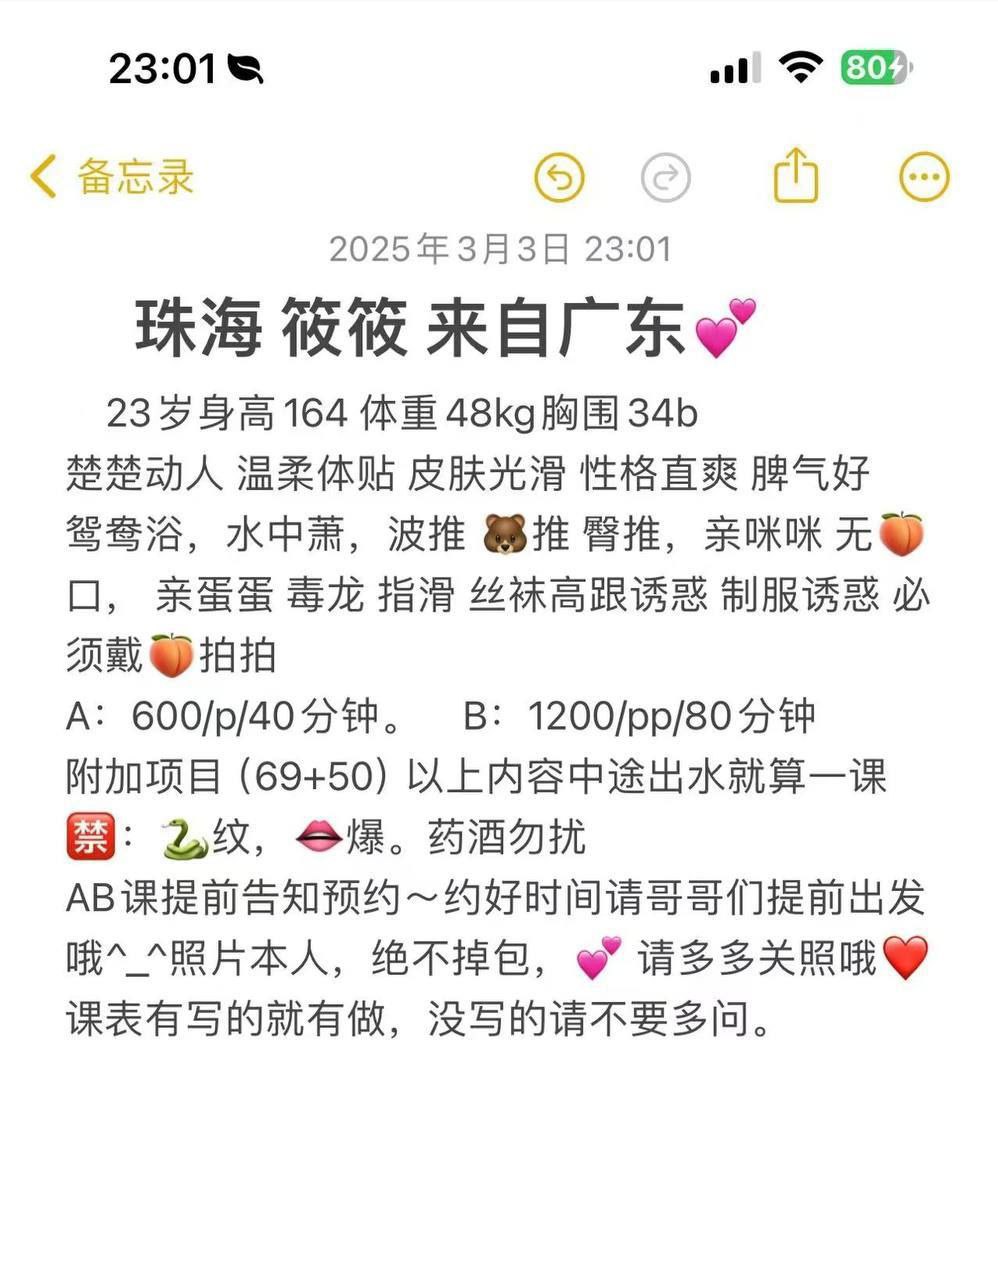 23:01
80
备忘录
2025年3月3日 23:01
珠海 筱筱 来自广东💕
23岁身高164 体重48kg胸围34b
楚楚动人 温柔体贴 皮肤光滑 性格直爽 脾气好
鸳鸯浴，水中萧，波推 🐻推 臀推，亲咪咪 无🍑
口， 亲蛋蛋 毒龙 指滑 丝袜高跟诱惑 制服诱惑 必
须戴🍑拍拍
A：600/p/40分钟。 B：1200/pp/80分钟
附加项目（69+50）以上内容中途出水就算一课
禁：🐍纹，👄爆。药酒勿扰
AB课提前告知预约～约好时间请哥哥们提前出发
哦^_^照片本人，绝不掉包，💕 请多多关照哦❤️
课表有写的就有做，没写的请不要多问。